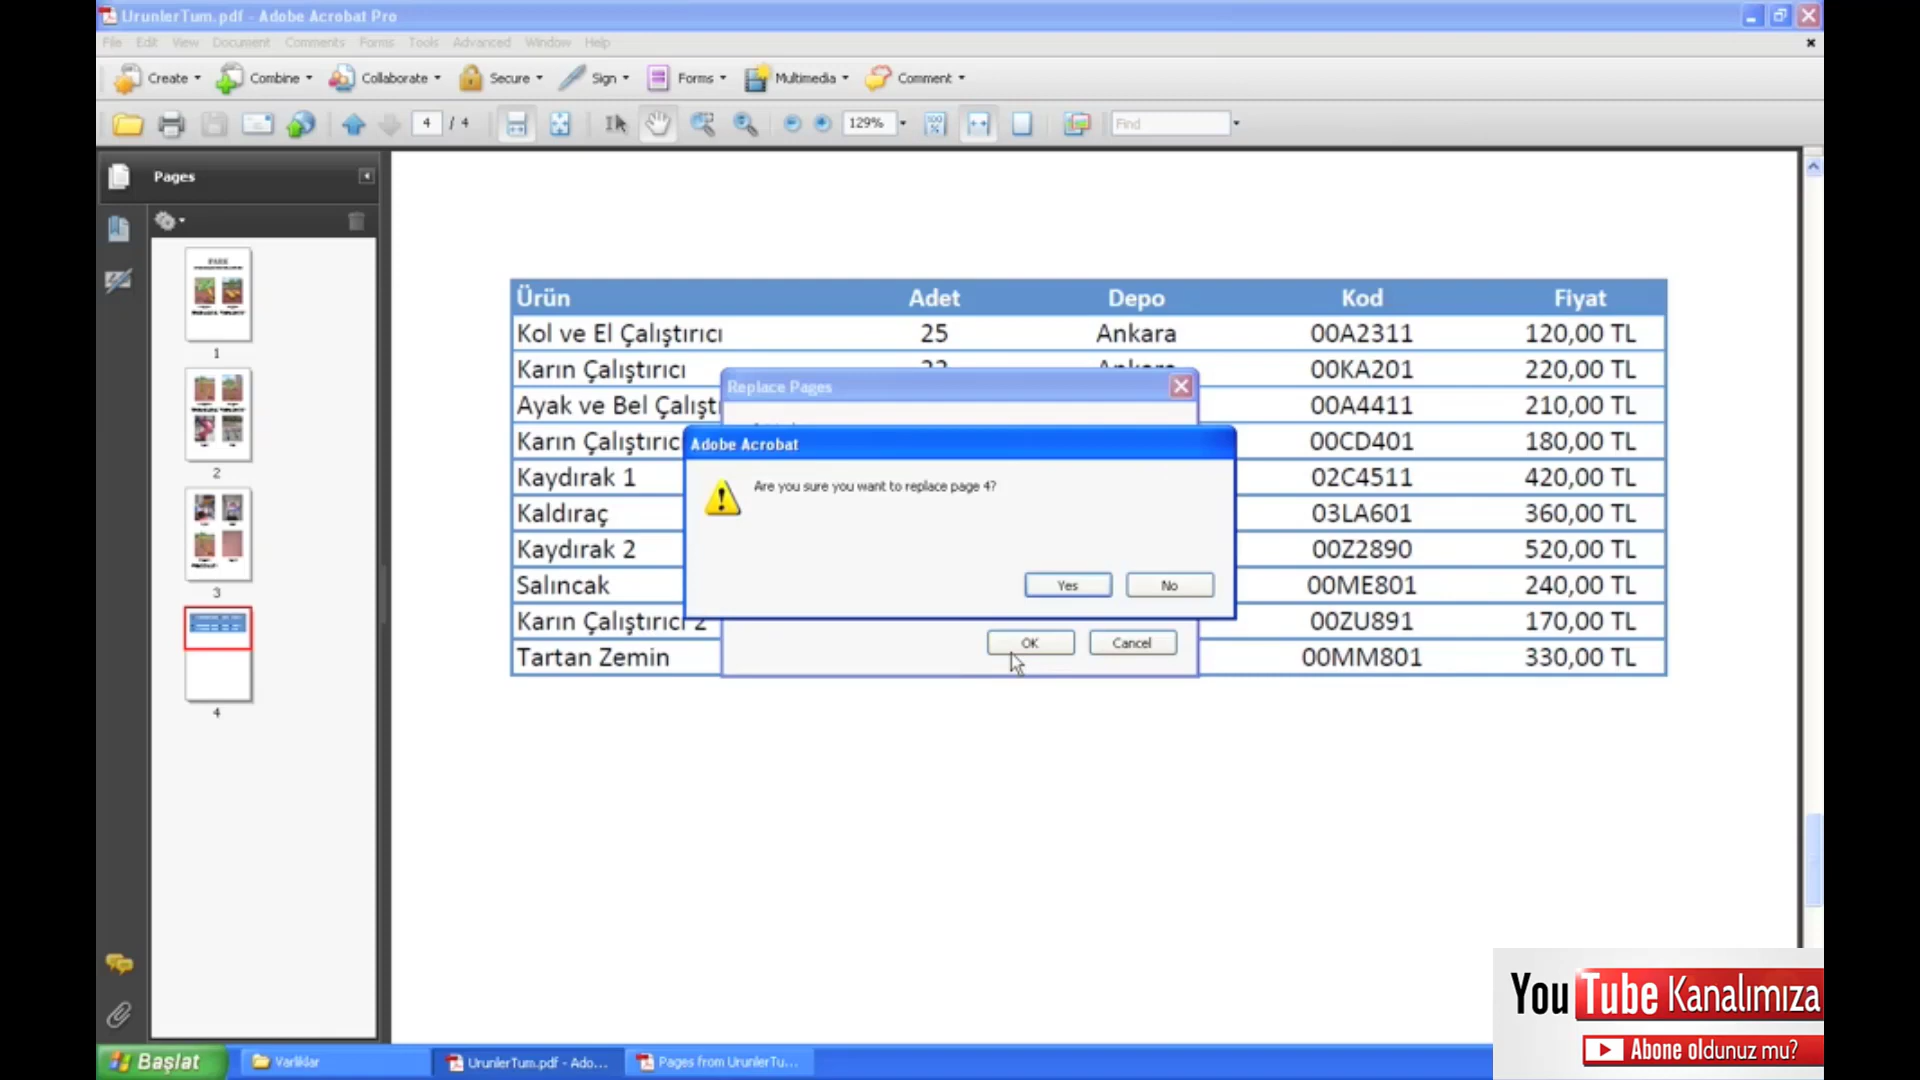 UrunlerTum.pdf - Adobe Acrobat Pro
File Edit View Document Comments Forms Tools Advanced Window Help
Create Combine Collaborate Secure Sign Forms Multimedia Comment
4 / 4 129% Find
Pages
PARK
1
2
3
4
Ürün Adet Depo Kod Fiyat
Kol ve El Çalıştırıcı 25 Ankara 00A2311 120,00 TL
Karın Çalıştırıcı 00KA201 220,00 TL
Ayak ve Bel 00A4411 210,00 TL
Karın 00CD401 180,00 TL
Kaydırak 1 02C4511 420,00 TL
Kaldıraç 03LA601 360,00 TL
Kaydırak 2 00Z2890 520,00 TL
Salıncak 00ME801 240,00 TL
Karın Çalıştırıcı 2 00ZU891 170,00 TL
Tartan Zemin 00MM801 330,00 TL
Replace Pages
Adobe Acrobat
Are you sure you want to replace page 4?
Yes No
OK Cancel
YouTube Kanalımıza
Abone oldunuz mu?
Başlat Varlıklar UrunlerTum.pdf - Ado... Pages from UrunlerTu...